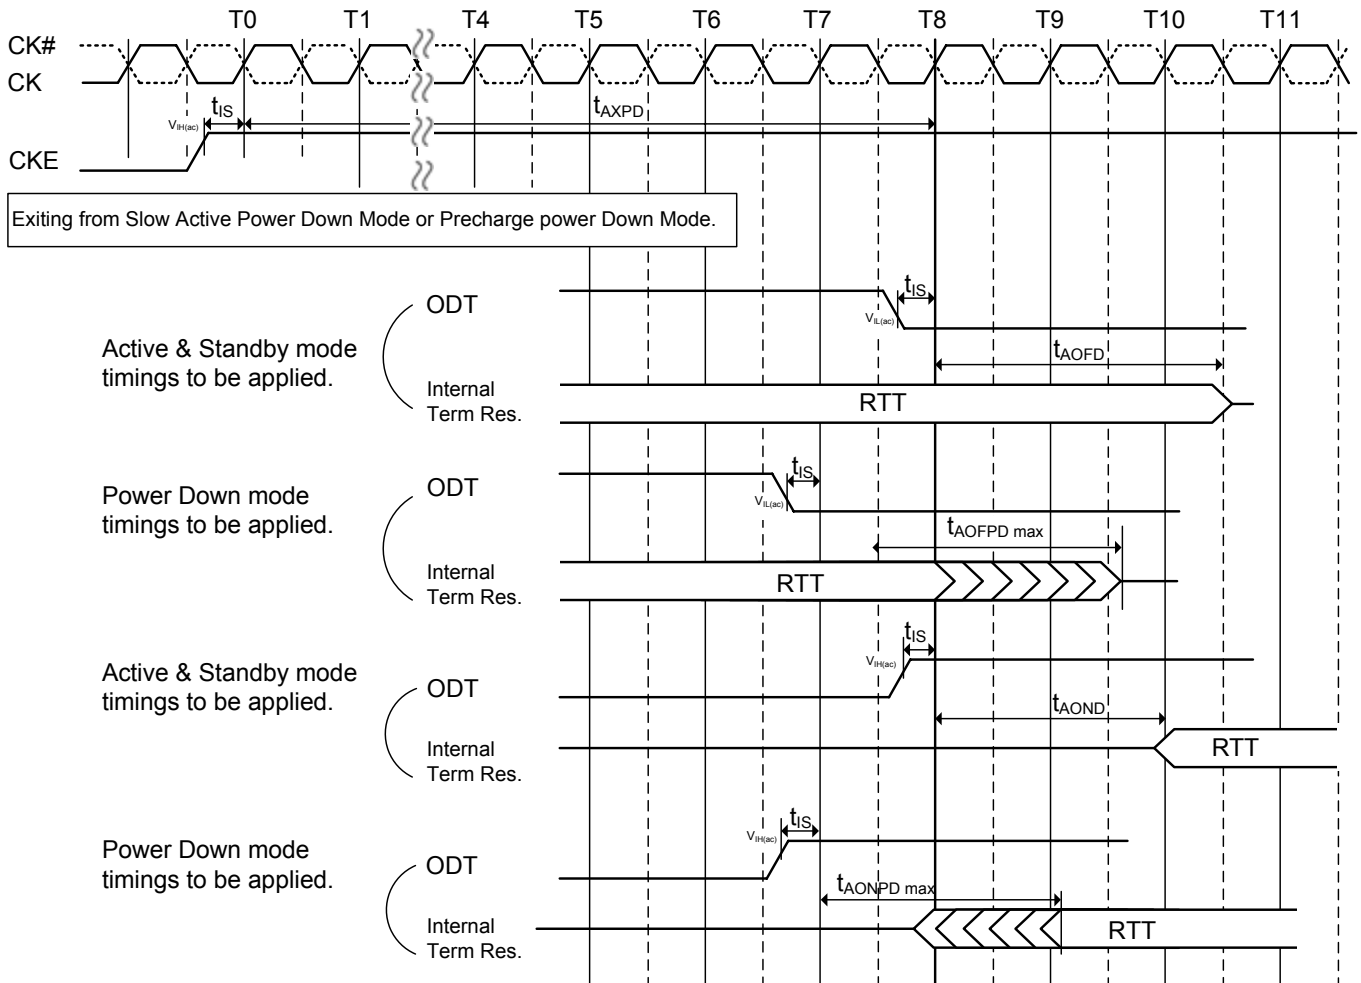 T0 T1 T4 T5 T6 T7 T8 T9 T10 T11
CK#
CK
tIS
tAXPD
VIH(ac)
CKE
Exiting from Slow Active Power Down Mode or Precharge power Down Mode.
ODT
tIS
VIL(ac)
Active & Standby mode
timings to be applied.
tAOFD
Internal
Term Res.
RTT
ODT
tIS
VIL(ac)
Power Down mode
timings to be applied.
tAOFPD max
Internal
Term Res.
RTT
tIS
VIH(ac)
Active & Standby mode
timings to be applied.
ODT
tAOND
Internal
Term Res.
RTT
tIS
VIH(ac)
Power Down mode
timings to be applied.
ODT
tAONPD max
Internal
Term Res.
RTT